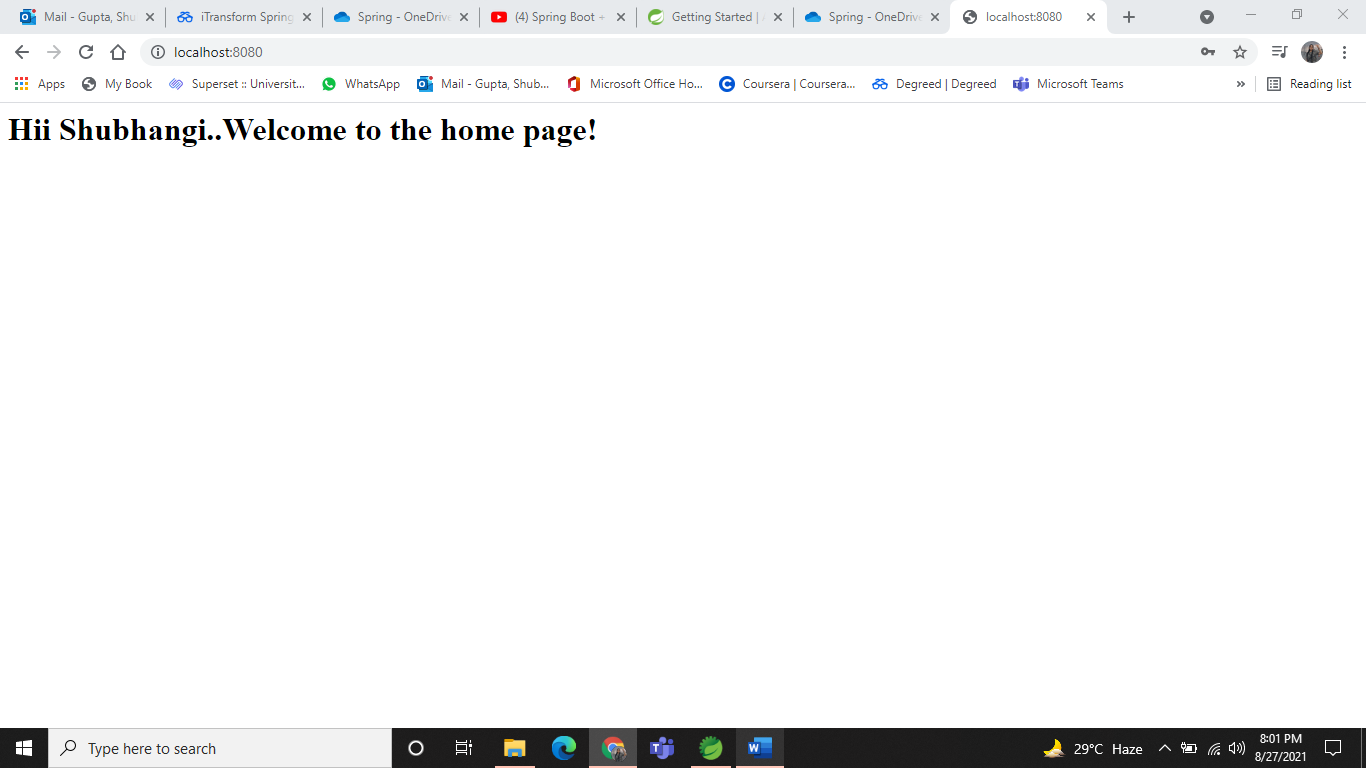 Mail - Gupta, Shu
iTransform Spring
Spring - OneDrive
(4) Spring Boot +
Getting Started |
Spring - OneDrive
localhost:8080
localhost:8080
Apps
My Book
Superset :: Universit...
WhatsApp
Mail - Gupta, Shub...
Microsoft Office Ho...
Coursera | Coursera...
Degreed | Degreed
Microsoft Teams
»
Reading list
Hii Shubhangi..Welcome to the home page!
Type here to search
29°C Haze
8:01 PM
8/27/2021